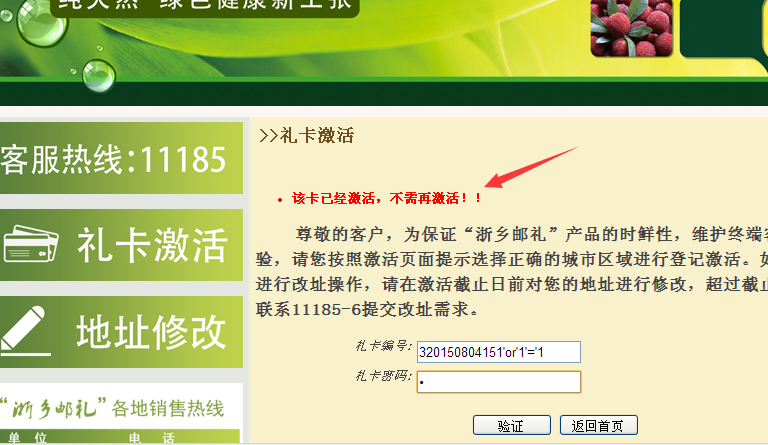 纯天然 绿色健康新主张
客服热线:11185
礼卡激活
地址修改
“浙乡邮礼”各地销售热线
单 位 电 话
>>礼卡激活
• 该卡已经激活，不需再激活！！
尊敬的客户，为保证“浙乡邮礼”产品的时鲜性，维护终端客
验，请您按照激活页面提示选择正确的城市区域进行登记激活。如
进行改址操作，请在激活截止日前对您的地址进行修改，超过截止
联系11185-6提交改址需求。
礼卡编号: 320150804151'or'1'='1
礼卡密码: •
验证 返回首页